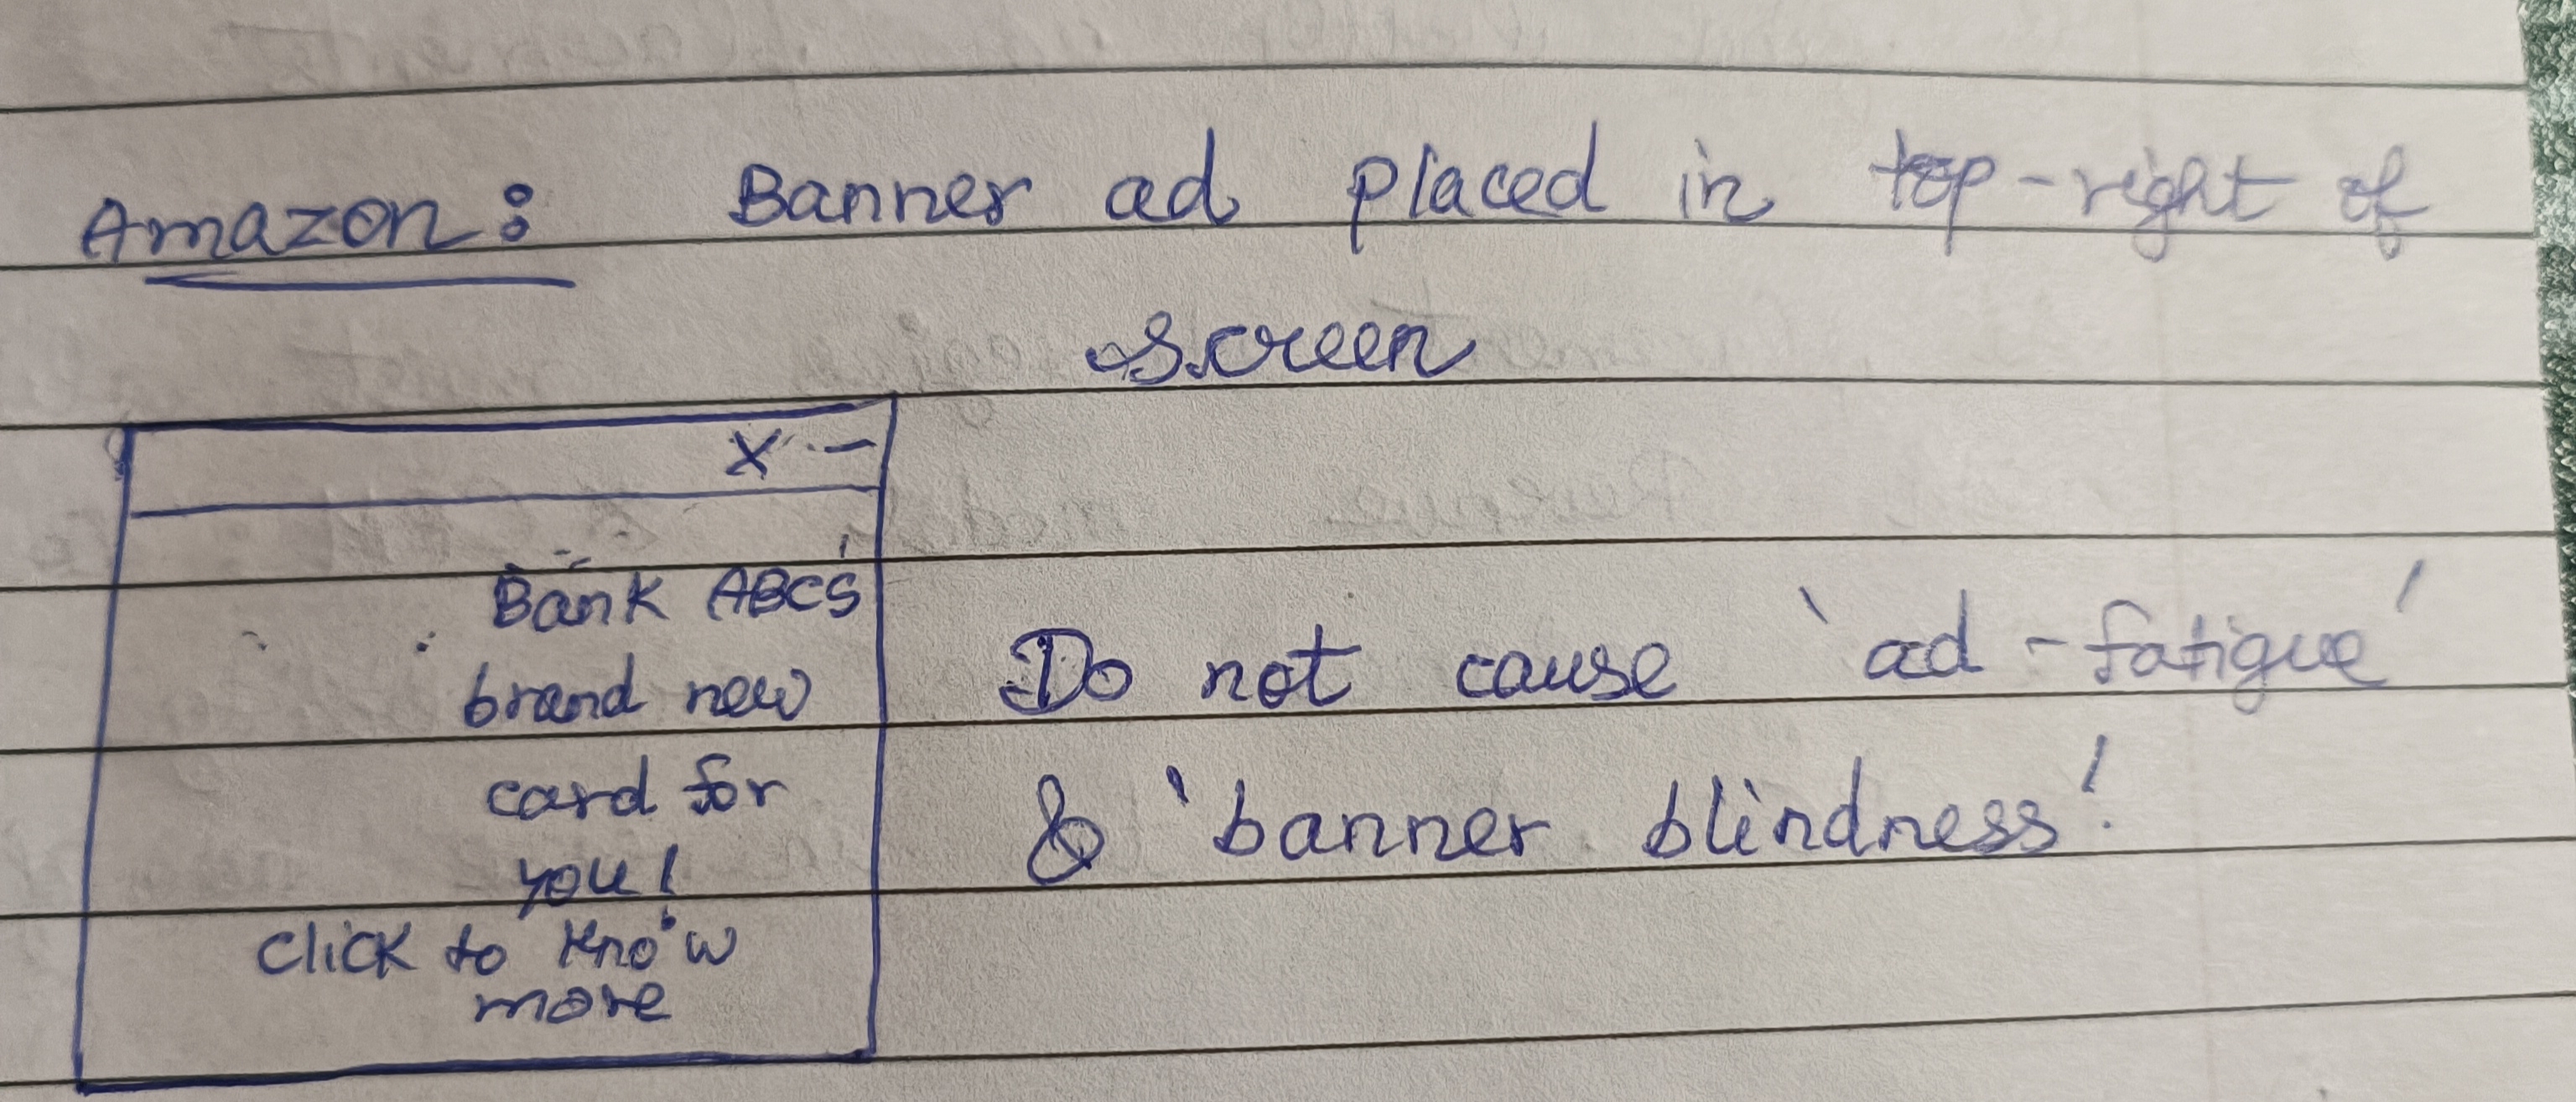 Amazon: Banner ad placed in top-right of
screen
X —
Bank ABC's
brand new
card for
you!
Click to know
more
Do not cause 'ad-fatigue'
& 'banner blindness'.